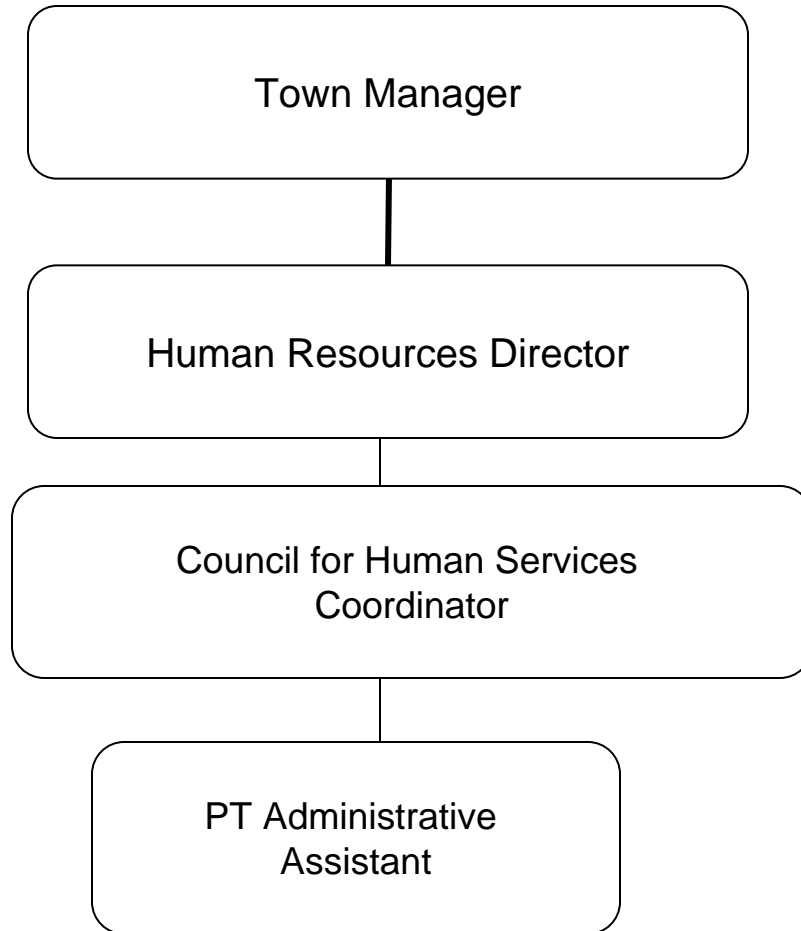 Town Manager
Human Resources Director
Council for Human Services
Coordinator
PT Administrative
Assistant